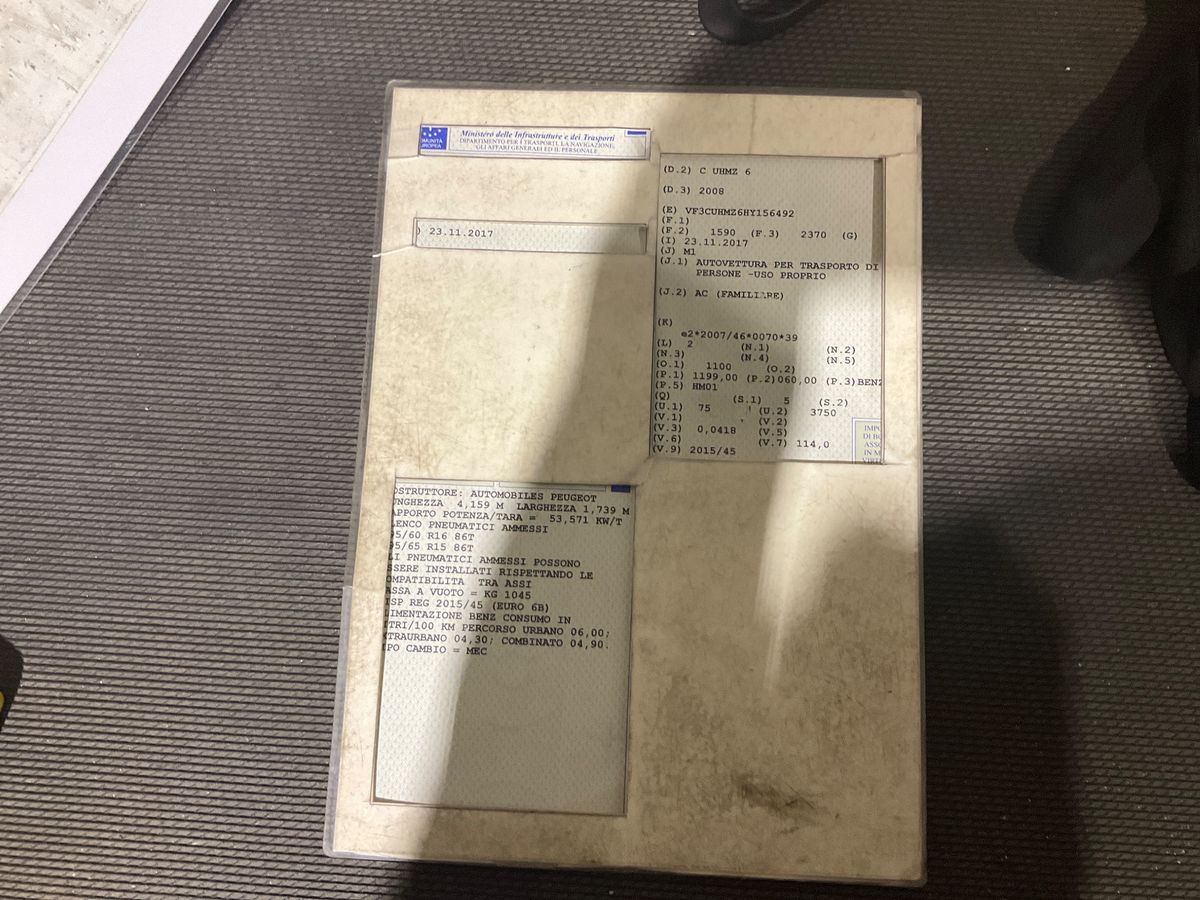 Ministero delle Infrastrutture e dei Trasporti
DIPARTIMENTO PER I TRASPORTI, LA NAVIGAZIONE,
GLI AFFARI GENERALI ED IL PERSONALE
) 23.11.2017
(D.2) C UHMZ 6
(D.3) 2008
(E) VF3CUHMZ6HY156492
(F.1)
(F.2) 1590 (F.3) 2370 (G)
(I) 23.11.2017
(J) M1
(J.1) AUTOVETTURA PER TRASPORTO DI
PERSONE -USO PROPRIO
(J.2) AC (FAMILIARE)
(K)
e2*2007/46*0070*39
(L) 2 (N.1) (N.2)
(N.3) (N.4) (N.5)
(O.1) 1100 (O.2)
(P.1) 1199,00 (P.2)060,00 (P.3)BENZ
(P.5) HM01
(Q) (S.1) 5 (S.2)
(U.1) 75 (U.2) 3750
(V.1) (V.2)
(V.3) 0,0418 (V.5)
(V.6) (V.7) 114,0
(V.9) 2015/45
IMPO
DI BO
ASSO
IN M
VIRT
OSTRUTTORE: AUTOMOBILES PEUGEOT
UNGHEZZA 4,159 M LARGHEZZA 1,739 M
APPORTO POTENZA/TARA = 53,571 KW/T
LENCO PNEUMATICI AMMESSI
95/60 R16 86T
95/65 R15 86T
LI PNEUMATICI AMMESSI POSSONO
SSERE INSTALLATI RISPETTANDO LE
OMPATIBILITA TRA ASSI
ASSA A VUOTO = KG 1045
ISP REG 2015/45 (EURO 6B)
LIMENTAZIONE BENZ CONSUMO IN
ITRI/100 KM PERCORSO URBANO 06,00;
XTRAURBANO 04,30; COMBINATO 04,90.
IPO CAMBIO = MEC